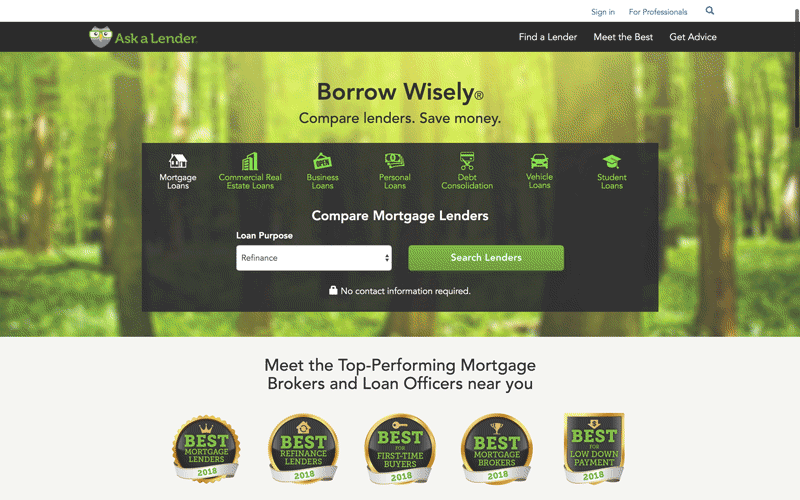 Sign in
For Professionals
Ask a Lender
Find a Lender
Meet the Best
Get Advice
Borrow Wisely®
Compare lenders. Save money.
Mortgage
Loans
Commercial Real
Estate Loans
Business
Loans
Personal
Loans
Debt
Consolidation
Vehicle
Loans
Student
Loans
Compare Mortgage Lenders
Loan Purpose
Refinance
Search Lenders
No contact information required.
Meet the Top-Performing Mortgage
Brokers and Loan Officers near you
BEST
MORTGAGE
LENDERS
2018
BEST
REFINANCE
LENDERS
2018
BEST
FOR
FIRST-TIME
BUYERS
2018
BEST
MORTGAGE
BROKERS
2018
BEST
FOR
LOW DOWN
PAYMENT
2018